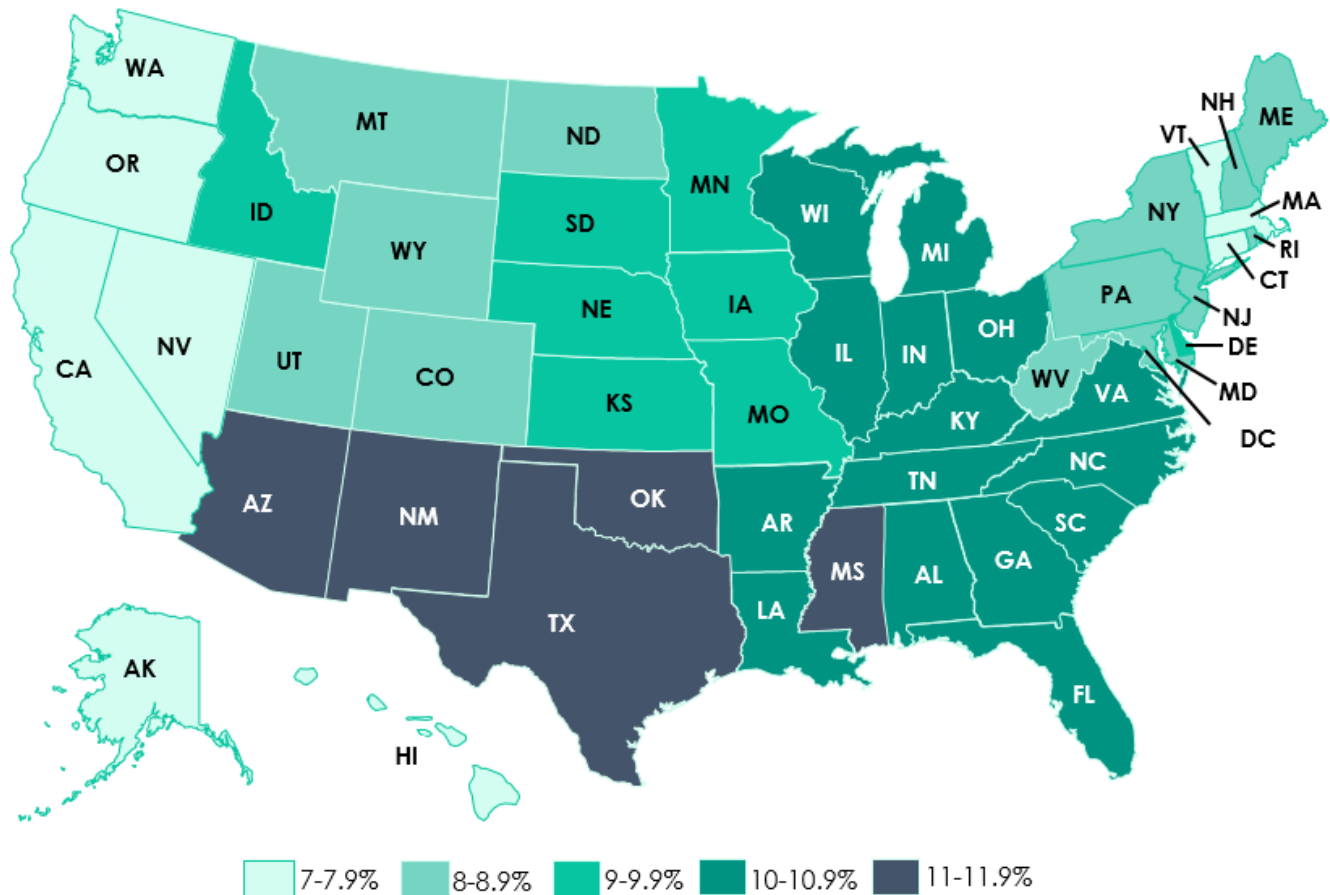 WA
MT
ND
MN
OR
ID
SD
WY
WI
MI
VT
NH
ME
NY
MA
RI
CT
NE
IA
PA
NJ
CA
NV
UT
CO
IL
IN
OH
DE
MD
KS
MO
WV
VA
KY
DC
AZ
NM
OK
AR
TN
NC
SC
MS
AL
GA
TX
LA
FL
AK
HI
7-7.9% 8-8.9% 9-9.9% 10-10.9% 11-11.9%